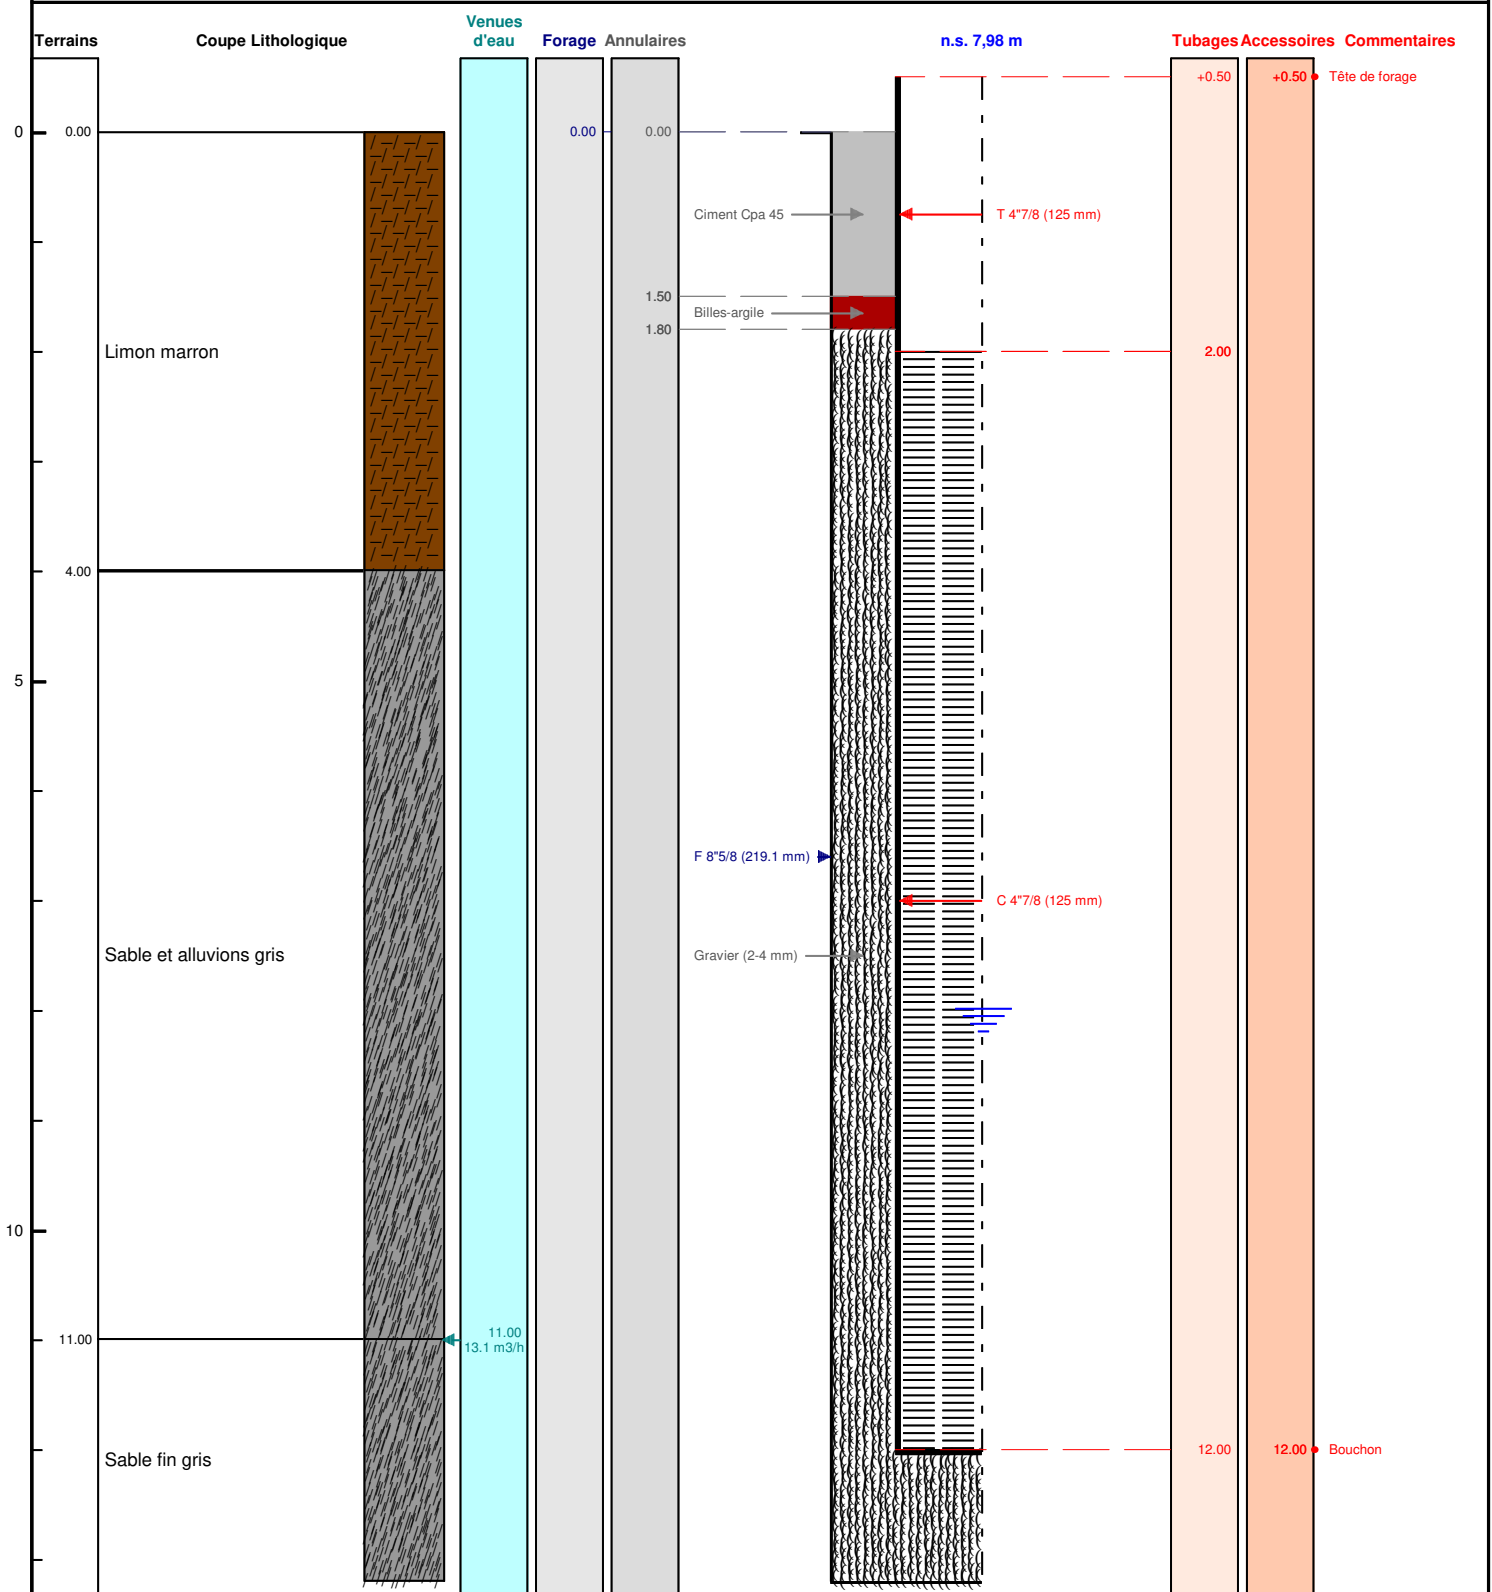 Terrains
Coupe Lithologique
Venues
d'eau
Forage
Annulaires
n.s. 7,98 m
Tubages
Accessoires
Commentaires
+0.50
+0.50
Tête de forage
0
0.00
0.00
0.00
Ciment Cpa 45
T 4"7/8 (125 mm)
1.50
Billes-argile
1.80
Limon marron
2.00
4.00
5
F 8"5/8 (219.1 mm)
C 4"7/8 (125 mm)
Sable et alluvions gris
Gravier (2-4 mm)
10
11.00
11.00
13.1 m3/h
Sable fin gris
12.00
12.00
Bouchon